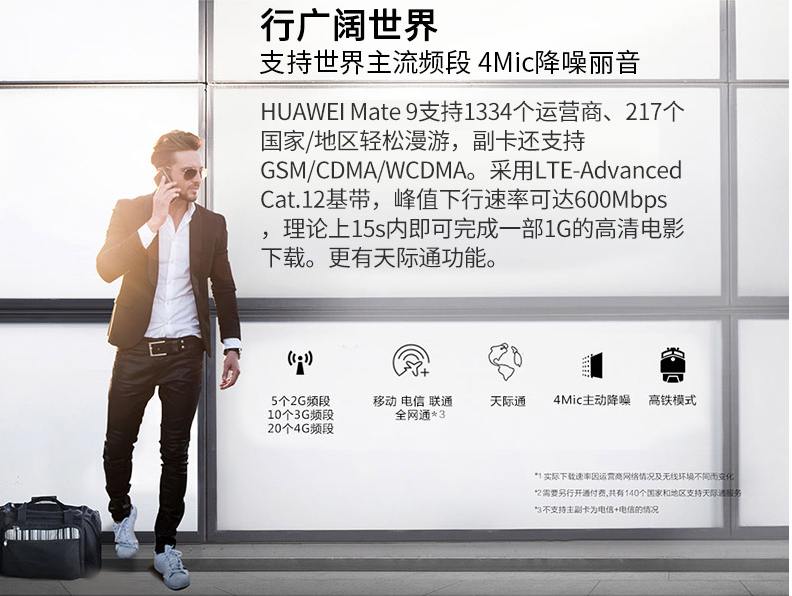 行广阔世界
支持世界主流频段 4Mic降噪丽音
HUAWEI Mate 9支持1334个运营商、217个
国家/地区轻松漫游，副卡还支持
GSM/CDMA/WCDMA。采用LTE-Advanced
Cat.12基带，峰值下行速率可达600Mbps
，理论上15s内即可完成一部1G的高清电影
下载。更有天际通功能。
5个2G频段
10个3G频段
20个4G频段
移动 电信 联通
全网通*3
天际通
4Mic主动降噪
高铁模式
*1 实际下载速率因运营商网络情况及无线环境不同而变化
*2需要另行开通付费,共有140个国家和地区支持天际通服务
*3不支持主副卡为电信+电信的情况